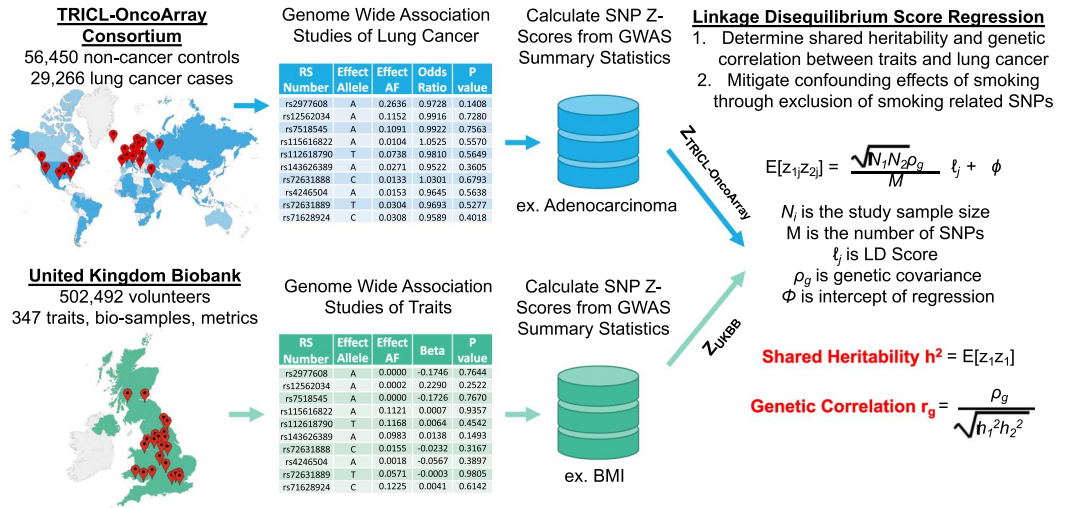 TRICL-OncoArray
Consortium
56,450 non-cancer controls
29,266 lung cancer cases
Genome Wide Association
Studies of Lung Cancer
RS Number Effect Allele Effect AF Odds Ratio P value
rs2977608 A 0.2636 0.9728 0.1408
rs12562034 A 0.1152 0.9916 0.7280
rs7518545 A 0.1091 0.9922 0.7563
rs115616822 A 0.0104 1.0525 0.5570
rs112618790 T 0.0738 0.9810 0.5649
rs143626389 A 0.0271 0.9522 0.3605
rs72631888 C 0.0133 1.0301 0.6793
rs4246504 A 0.0153 0.9645 0.5638
rs72631889 T 0.0304 0.9693 0.5277
rs71628924 C 0.0308 0.9589 0.4018
Calculate SNP Z-
Scores from GWAS
Summary Statistics
ex. Adenocarcinoma
United Kingdom Biobank
502,492 volunteers
347 traits, bio-samples, metrics
Genome Wide Association
Studies of Traits
RS Number Effect Allele Effect AF Beta P value
rs2977608 A 0.0000 -0.1746 0.7644
rs12562034 A 0.0002 0.2290 0.2522
rs7518545 A 0.0000 -0.1726 0.7670
rs115616822 A 0.1121 0.0007 0.9357
rs112618790 T 0.1168 0.0064 0.4542
rs143626389 A 0.0983 0.0138 0.1493
rs72631888 C 0.0155 -0.0232 0.3167
rs4246504 A 0.0018 -0.0567 0.3897
rs72631889 T 0.0571 -0.0003 0.9805
rs71628924 C 0.1225 0.0041 0.6142
Calculate SNP Z-
Scores from GWAS
Summary Statistics
ex. BMI
Z_TRICL-OncoArray
Z_UKBB
Linkage Disequilibrium Score Regression
1. Determine shared heritability and genetic
correlation between traits and lung cancer
2. Mitigate confounding effects of smoking
through exclusion of smoking related SNPs
E[z₁ⱼz₂ⱼ] = √N₁N₂ρg / M ℓⱼ + ϕ
Nᵢ is the study sample size
M is the number of SNPs
ℓⱼ is LD Score
ρg is genetic covariance
Φ is intercept of regression
Shared Heritability h² = E[z₁z₁]
Genetic Correlation rg = ρg / √h₁²h₂²